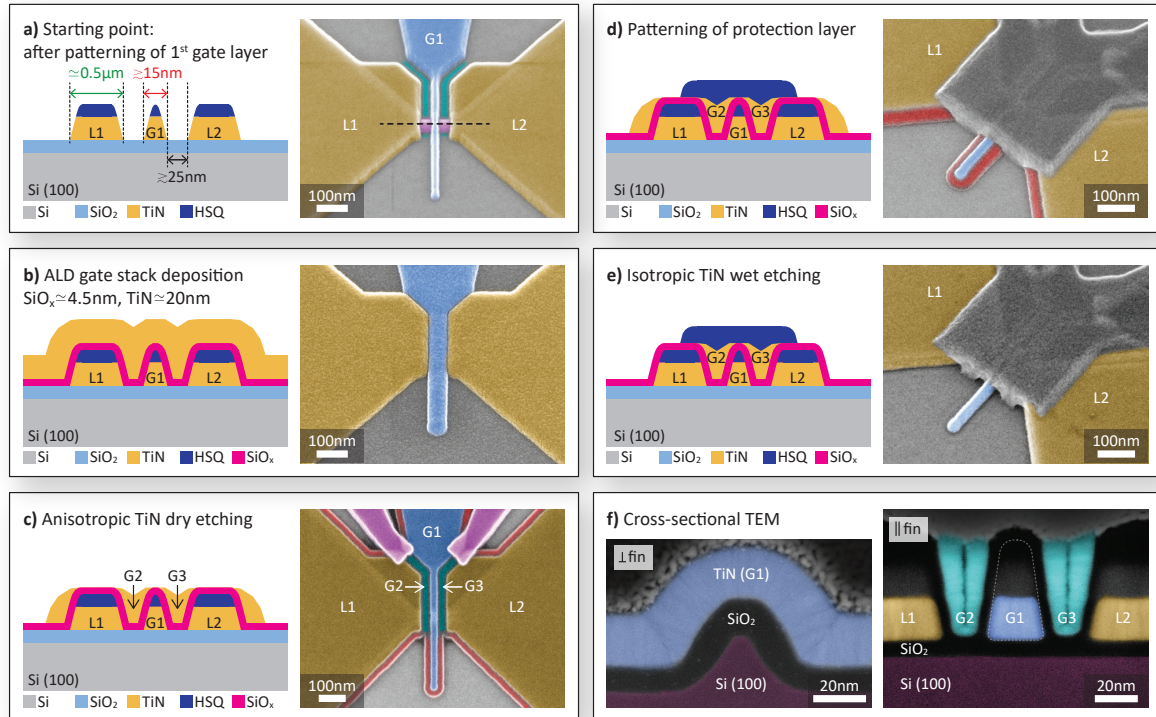 a) Starting point:
after patterning of 1st gate layer
≃0.5μm
≳15nm
L1
G1
L2
≳25nm
Si (100)
Si SiO₂ TiN HSQ
G1
L1
L2
100nm
b) ALD gate stack deposition
SiOₓ≃4.5nm, TiN≃20nm
L1
G1
L2
Si (100)
Si SiO₂ TiN HSQ SiOₓ
100nm
c) Anisotropic TiN dry etching
G2
G3
L1
G1
L2
Si (100)
Si SiO₂ TiN HSQ SiOₓ
G1
G2
G3
L1
L2
100nm
d) Patterning of protection layer
G2
G3
L1
G1
L2
Si (100)
Si SiO₂ TiN HSQ SiOₓ
L1
L2
100nm
e) Isotropic TiN wet etching
G2
G3
L1
G1
L2
Si (100)
Si SiO₂ TiN HSQ SiOₓ
L1
L2
100nm
f) Cross-sectional TEM
⊥fin
TiN (G1)
SiO₂
Si (100)
20nm
∥fin
L1
G2
G1
G3
L2
SiO₂
Si (100)
20nm